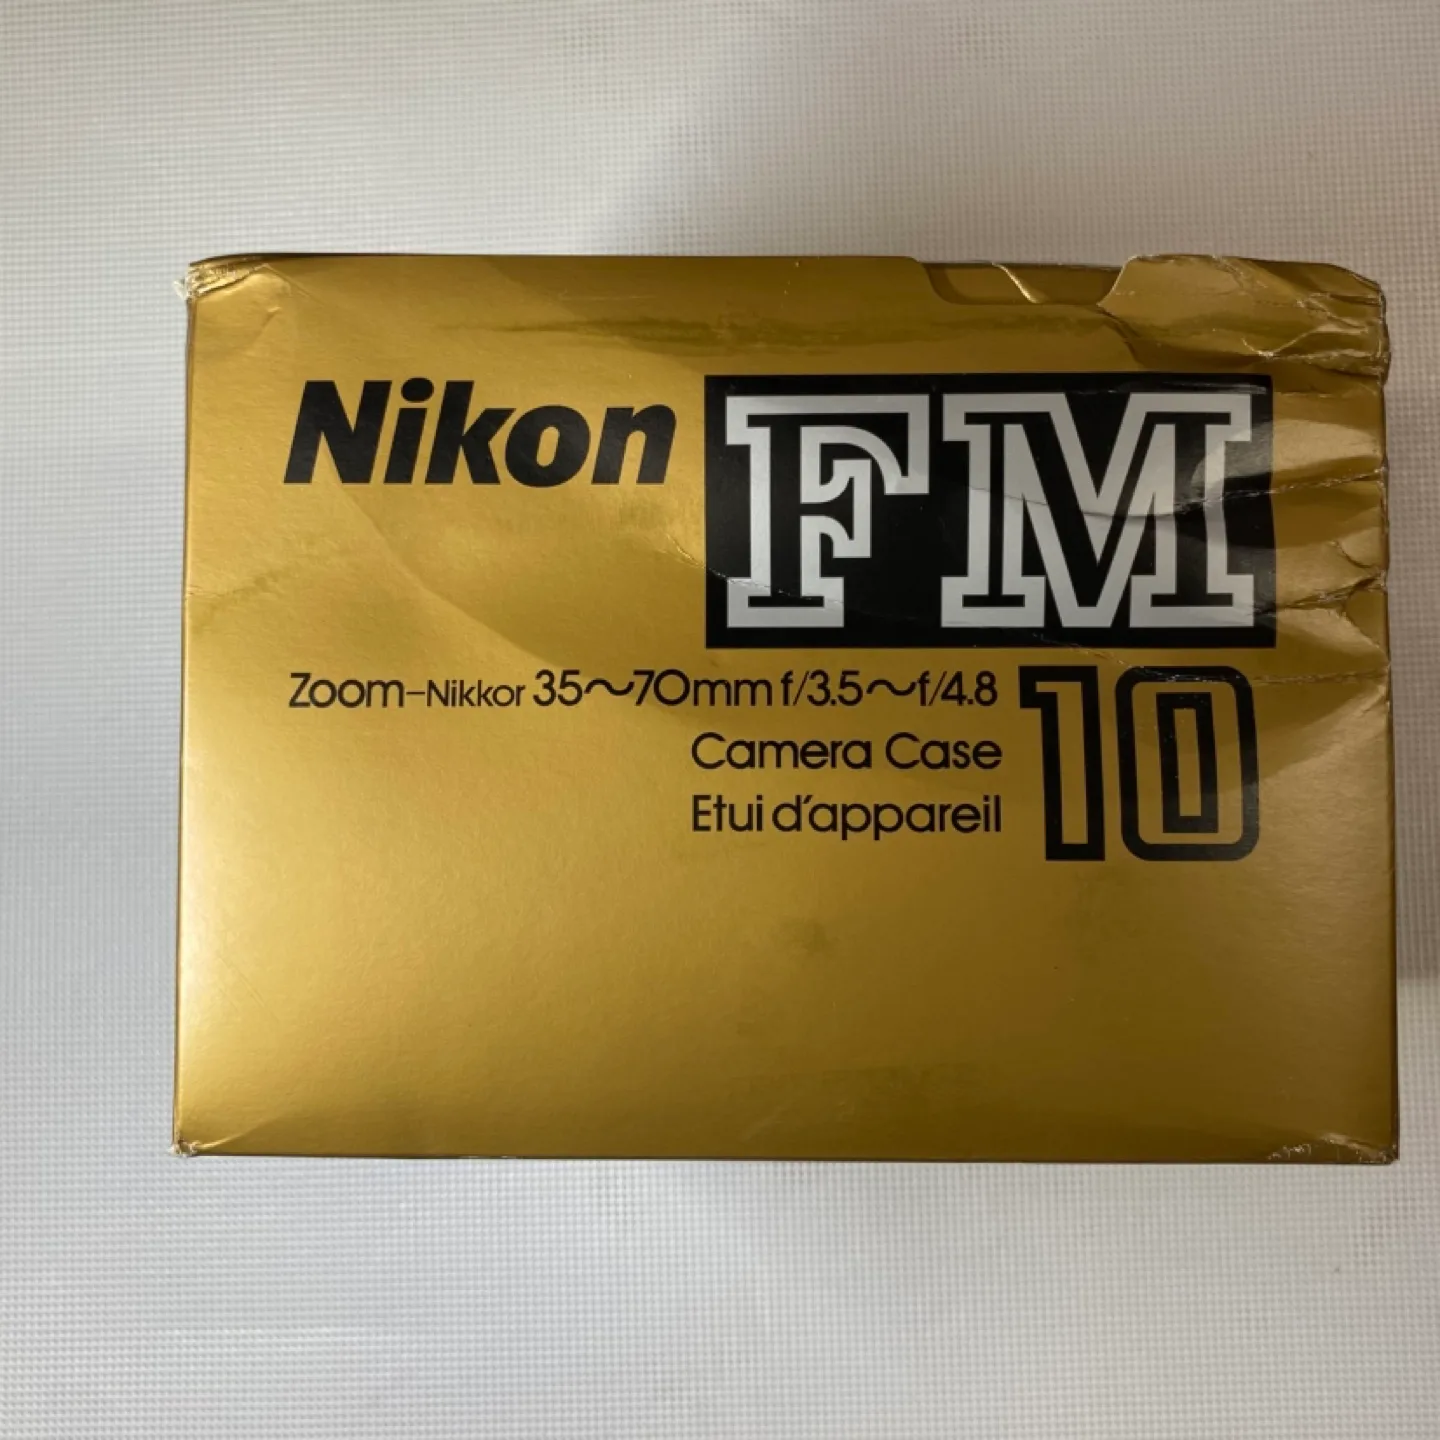 Nikon FM
Zoom-Nikkor 35～70mm f/3.5～f/4.8 10
Camera Case
Etui d'appareil